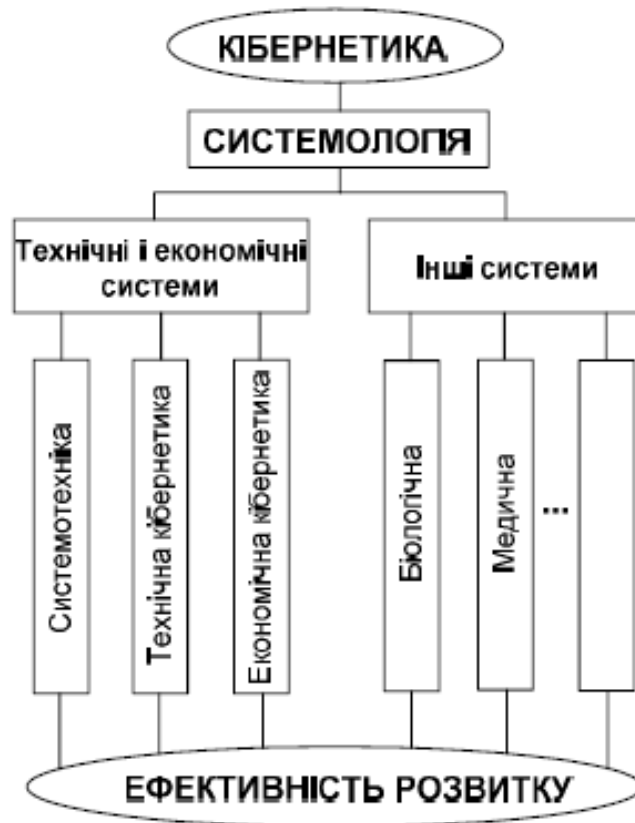 КІБЕРНЕТИКА
СИСТЕМОЛОГІЯ
Технічні і економічні
системи
Інші системи
Системотехніка
Технічна кібернетика
Економічна кібернетика
Біологічна
Медична
...
ЕФЕКТИВНІСТЬ РОЗВИТКУ